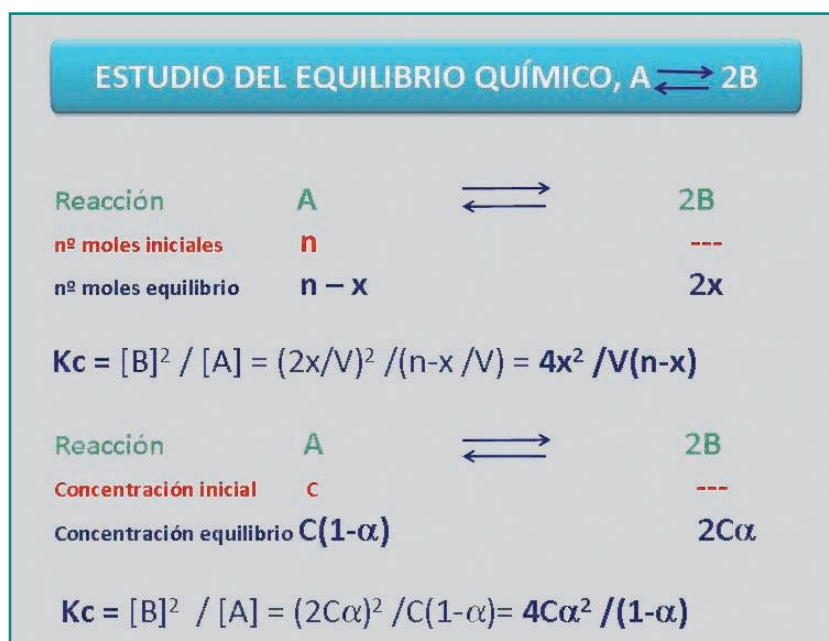 ESTUDIO DEL EQUILIBRIO QUÍMICO, A ⇄ 2B
Reacción A ⇄ 2B
nº moles iniciales n ---
nº moles equilibrio n – x 2x
Kc = [B]² / [A] = (2x/V)² /(n-x /V) = 4x² /V(n-x)
Reacción A ⇄ 2B
Concentración inicial c ---
Concentración equilibrio C(1-α) 2Cα
Kc = [B]² / [A] = (2Cα)² /C(1-α)= 4Cα² /(1-α)